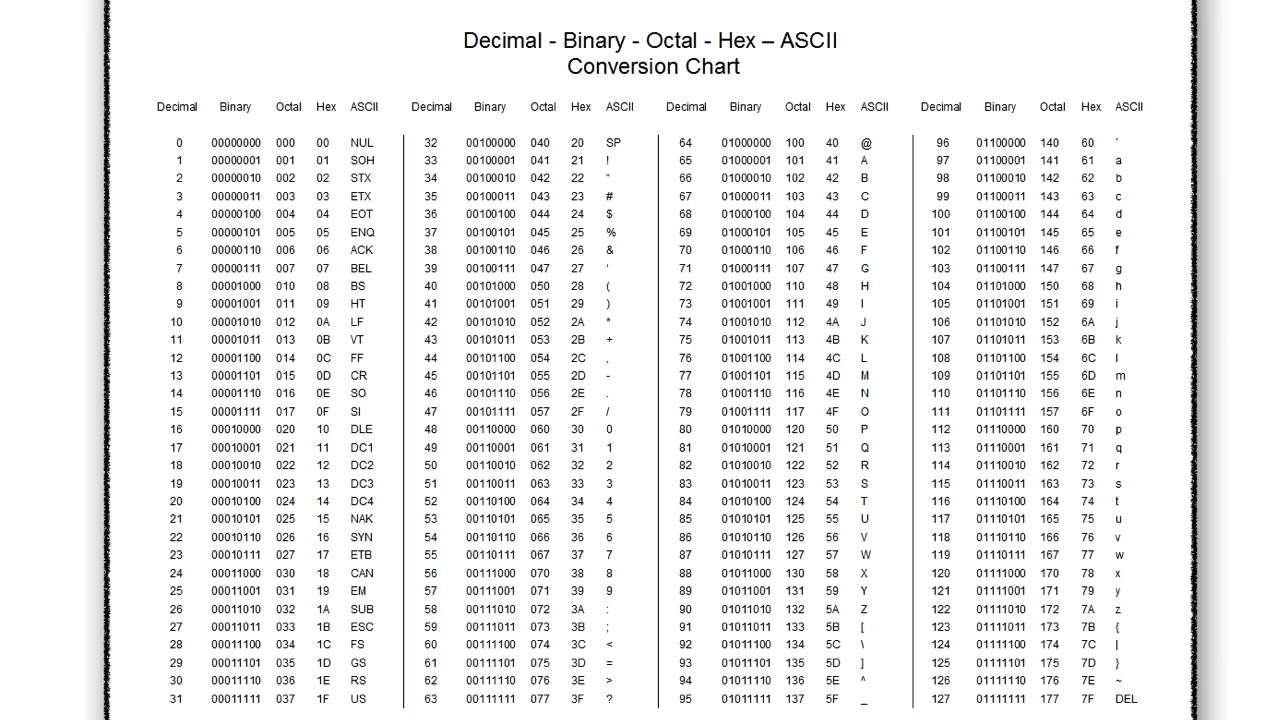 Decimal - Binary - Octal - Hex – ASCII
Conversion Chart
Decimal Binary Octal Hex ASCII Decimal Binary Octal Hex ASCII Decimal Binary Octal Hex ASCII Decimal Binary Octal Hex ASCII
0 00000000 000 00 NUL 32 00100000 040 20 SP 64 01000000 100 40 @ 96 01100000 140 60 `
1 00000001 001 01 SOH 33 00100001 041 21 ! 65 01000001 101 41 A 97 01100001 141 61 a
2 00000010 002 02 STX 34 00100010 042 22 “ 66 01000010 102 42 B 98 01100010 142 62 b
3 00000011 003 03 ETX 35 00100011 043 23 # 67 01000011 103 43 C 99 01100011 143 63 c
4 00000100 004 04 EOT 36 00100100 044 24 $ 68 01000100 104 44 D 100 01100100 144 64 d
5 00000101 005 05 ENQ 37 00100101 045 25 % 69 01000101 105 45 E 101 01100101 145 65 e
6 00000110 006 06 ACK 38 00100110 046 26 & 70 01000110 106 46 F 102 01100110 146 66 f
7 00000111 007 07 BEL 39 00100111 047 27 ‘ 71 01000111 107 47 G 103 01100111 147 67 g
8 00001000 010 08 BS 40 00101000 050 28 ( 72 01001000 110 48 H 104 01101000 150 68 h
9 00001001 011 09 HT 41 00101001 051 29 ) 73 01001001 111 49 I 105 01101001 151 69 i
10 00001010 012 0A LF 42 00101010 052 2A * 74 01001010 112 4A J 106 01101010 152 6A j
11 00001011 013 0B VT 43 00101011 053 2B + 75 01001011 113 4B K 107 01101011 153 6B k
12 00001100 014 0C FF 44 00101100 054 2C , 76 01001100 114 4C L 108 01101100 154 6C l
13 00001101 015 0D CR 45 00101101 055 2D - 77 01001101 115 4D M 109 01101101 155 6D m
14 00001110 016 0E SO 46 00101110 056 2E . 78 01001110 116 4E N 110 01101110 156 6E n
15 00001111 017 0F SI 47 00101111 057 2F / 79 01001111 117 4F O 111 01101111 157 6F o
16 00010000 020 10 DLE 48 00110000 060 30 0 80 01010000 120 50 P 112 01110000 160 70 p
17 00010001 021 11 DC1 49 00110001 061 31 1 81 01010001 121 51 Q 113 01110001 161 71 q
18 00010010 022 12 DC2 50 00110010 062 32 2 82 01010010 122 52 R 114 01110010 162 72 r
19 00010011 023 13 DC3 51 00110011 063 33 3 83 01010011 123 53 S 115 01110011 163 73 s
20 00010100 024 14 DC4 52 00110100 064 34 4 84 01010100 124 54 T 116 01110100 164 74 t
21 00010101 025 15 NAK 53 00110101 065 35 5 85 01010101 125 55 U 117 01110101 165 75 u
22 00010110 026 16 SYN 54 00110110 066 36 6 86 01010110 126 56 V 118 01110110 166 76 v
23 00010111 027 17 ETB 55 00110111 067 37 7 87 01010111 127 57 W 119 01110111 167 77 w
24 00011000 030 18 CAN 56 00111000 070 38 8 88 01011000 130 58 X 120 01111000 170 78 x
25 00011001 031 19 EM 57 00111001 071 39 9 89 01011001 131 59 Y 121 01111001 171 79 y
26 00011010 032 1A SUB 58 00111010 072 3A : 90 01011010 132 5A Z 122 01111010 172 7A z
27 00011011 033 1B ESC 59 00111011 073 3B ; 91 01011011 133 5B [ 123 01111011 173 7B {
28 00011100 034 1C FS 60 00111100 074 3C < 92 01011100 134 5C \ 124 01111100 174 7C |
29 00011101 035 1D GS 61 00111101 075 3D = 93 01011101 135 5D ] 125 01111101 175 7D }
30 00011110 036 1E RS 62 00111110 076 3E > 94 01011110 136 5E ^ 126 01111110 176 7E ~
31 00011111 037 1F US 63 00111111 077 3F ? 95 01011111 137 5F _ 127 01111111 177 7F DEL